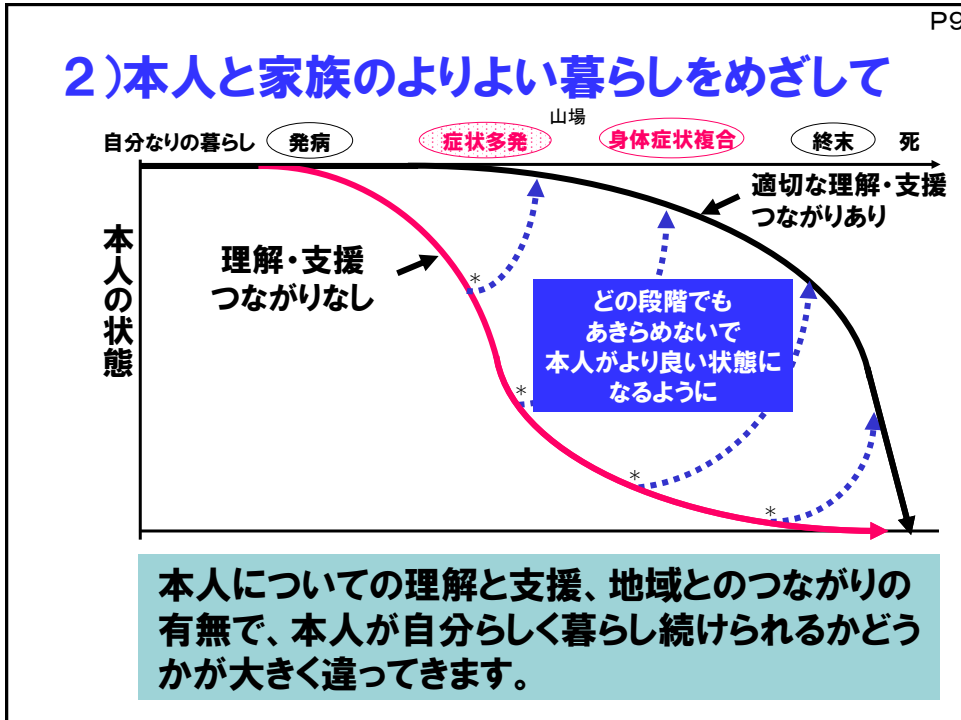 P9
２）本人と家族のよりよい暮らしをめざして
山場
自分なりの暮らし 発病 症状多発 身体症状複合 終末 死
適切な理解・支援
つながりあり
本人の状態
理解・支援
つながりなし
*
*
*
*
どの段階でも
あきらめないで
本人がより良い状態に
なるように
本人についての理解と支援、地域とのつながりの
有無で、本人が自分らしく暮らし続けられるかどう
かが大きく違ってきます。